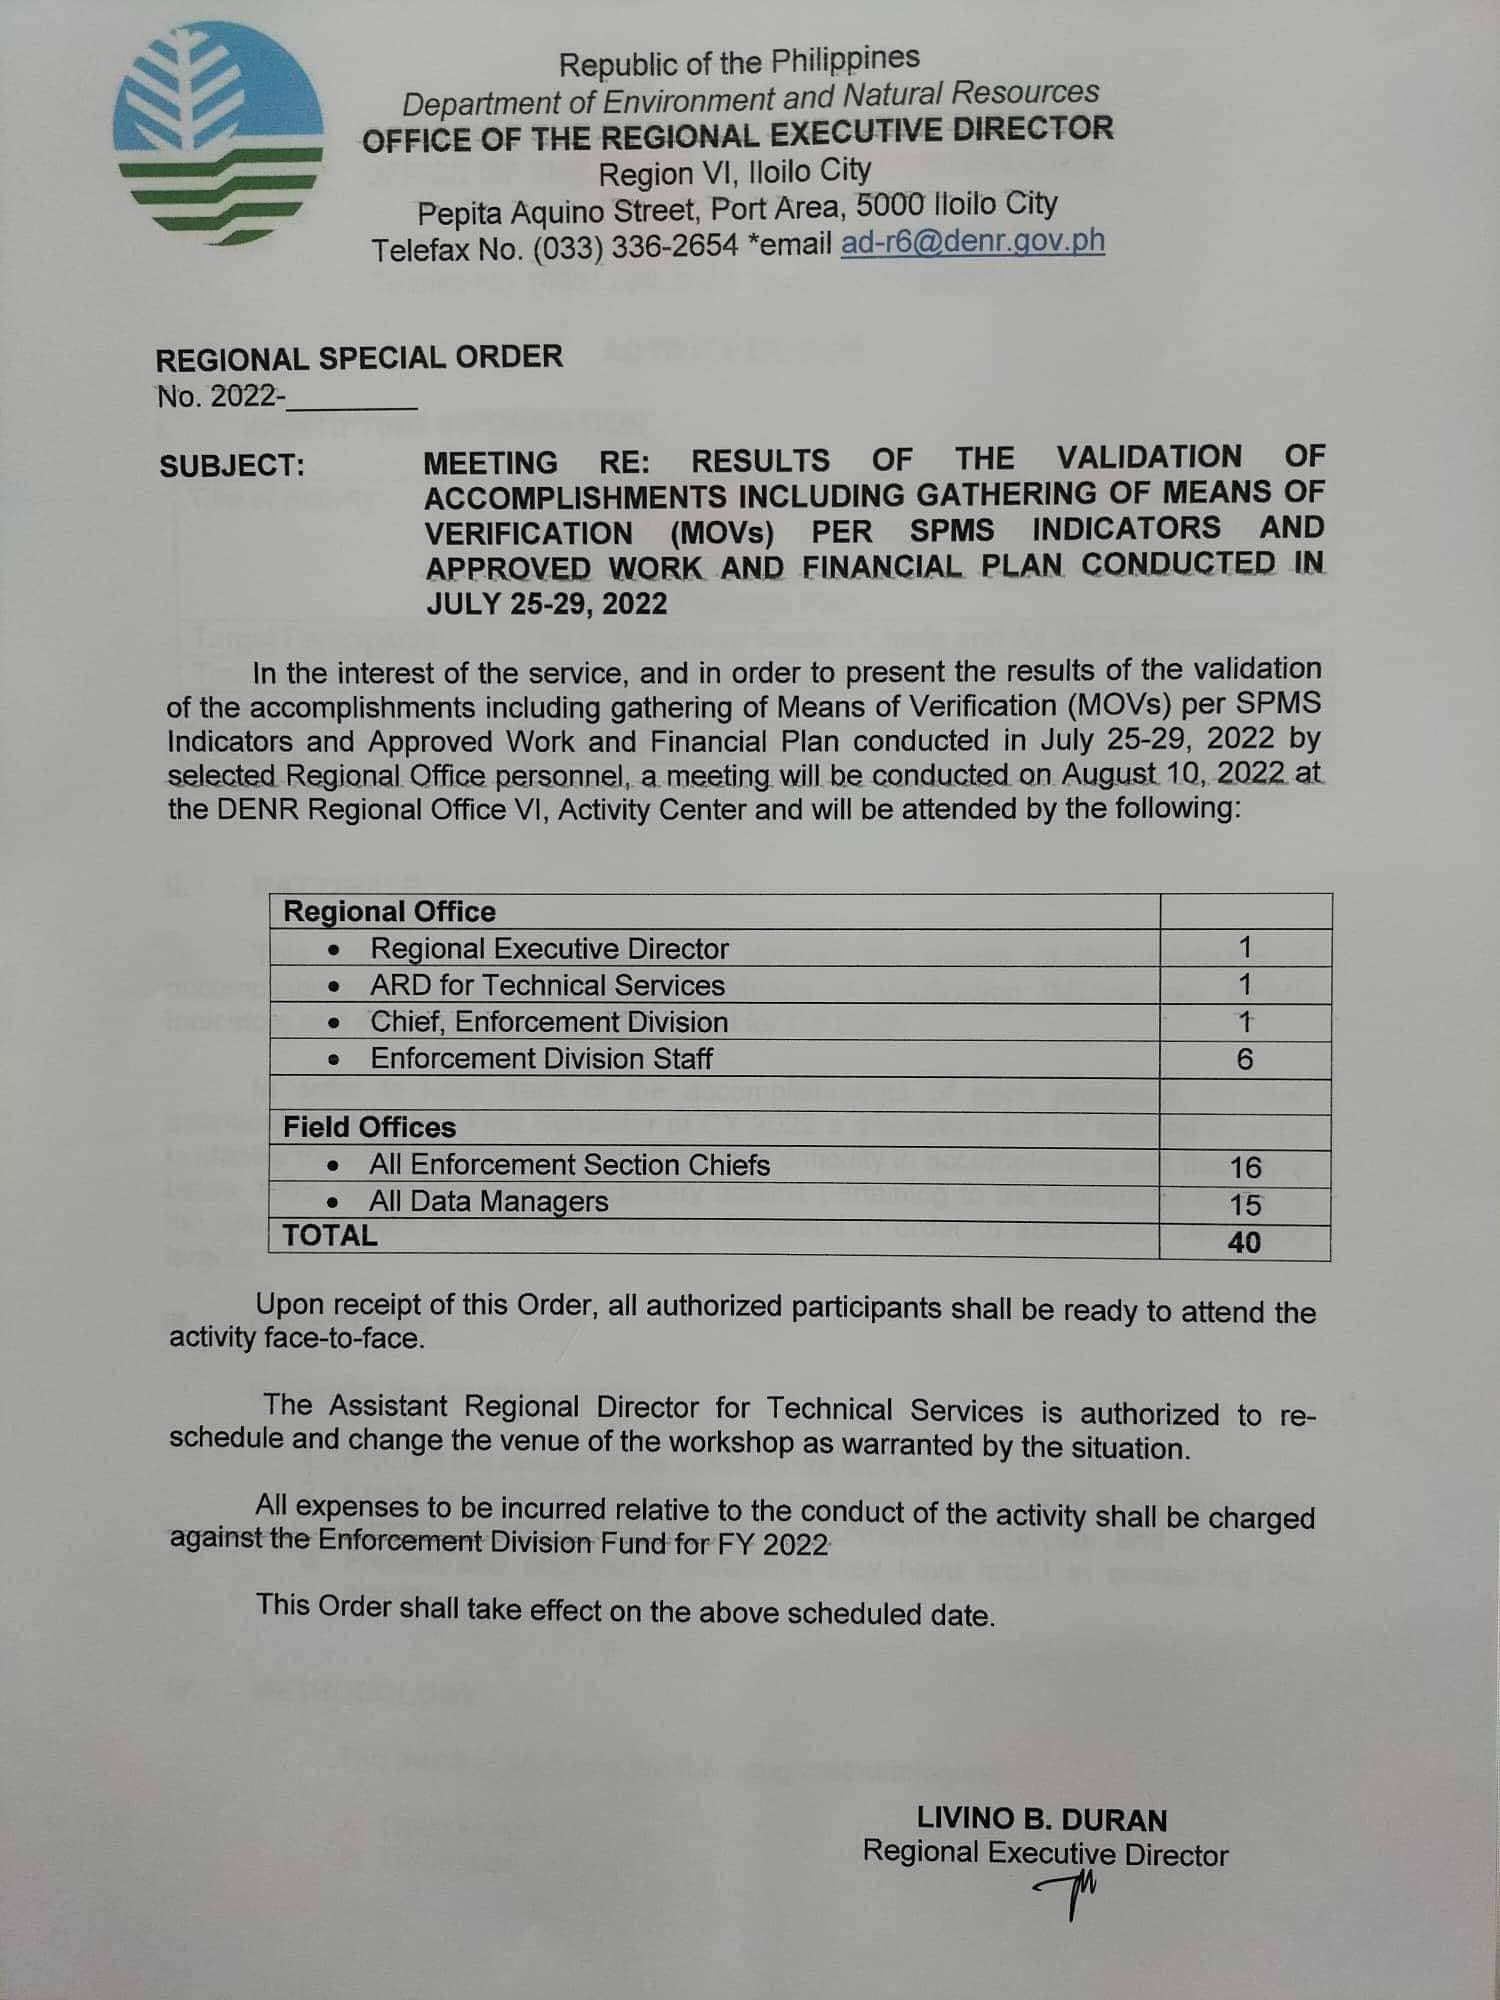 Republic of the Philippines
Department of Environment and Natural Resources
OFFICE OF THE REGIONAL EXECUTIVE DIRECTOR
Region VI, Iloilo City
Pepita Aquino Street, Port Area, 5000 Iloilo City
Telefax No. (033) 336-2654 *email ad-r6@denr.gov.ph
REGIONAL SPECIAL ORDER
No. 2022-________
SUBJECT: MEETING RE: RESULTS OF THE VALIDATION OF
ACCOMPLISHMENTS INCLUDING GATHERING OF MEANS OF
VERIFICATION (MOVs) PER SPMS INDICATORS AND
APPROVED WORK AND FINANCIAL PLAN CONDUCTED IN
JULY 25-29, 2022
In the interest of the service, and in order to present the results of the validation
of the accomplishments including gathering of Means of Verification (MOVs) per SPMS
Indicators and Approved Work and Financial Plan conducted in July 25-29, 2022 by
selected Regional Office personnel, a meeting will be conducted on August 10, 2022 at
the DENR Regional Office VI, Activity Center and will be attended by the following:
Regional Office
• Regional Executive Director 1
• ARD for Technical Services 1
• Chief, Enforcement Division 1
• Enforcement Division Staff 6
Field Offices
• All Enforcement Section Chiefs 16
• All Data Managers 15
TOTAL 40
Upon receipt of this Order, all authorized participants shall be ready to attend the
activity face-to-face.
The Assistant Regional Director for Technical Services is authorized to re-
schedule and change the venue of the workshop as warranted by the situation.
All expenses to be incurred relative to the conduct of the activity shall be charged
against the Enforcement Division Fund for FY 2022
This Order shall take effect on the above scheduled date.
LIVINO B. DURAN
Regional Executive Director